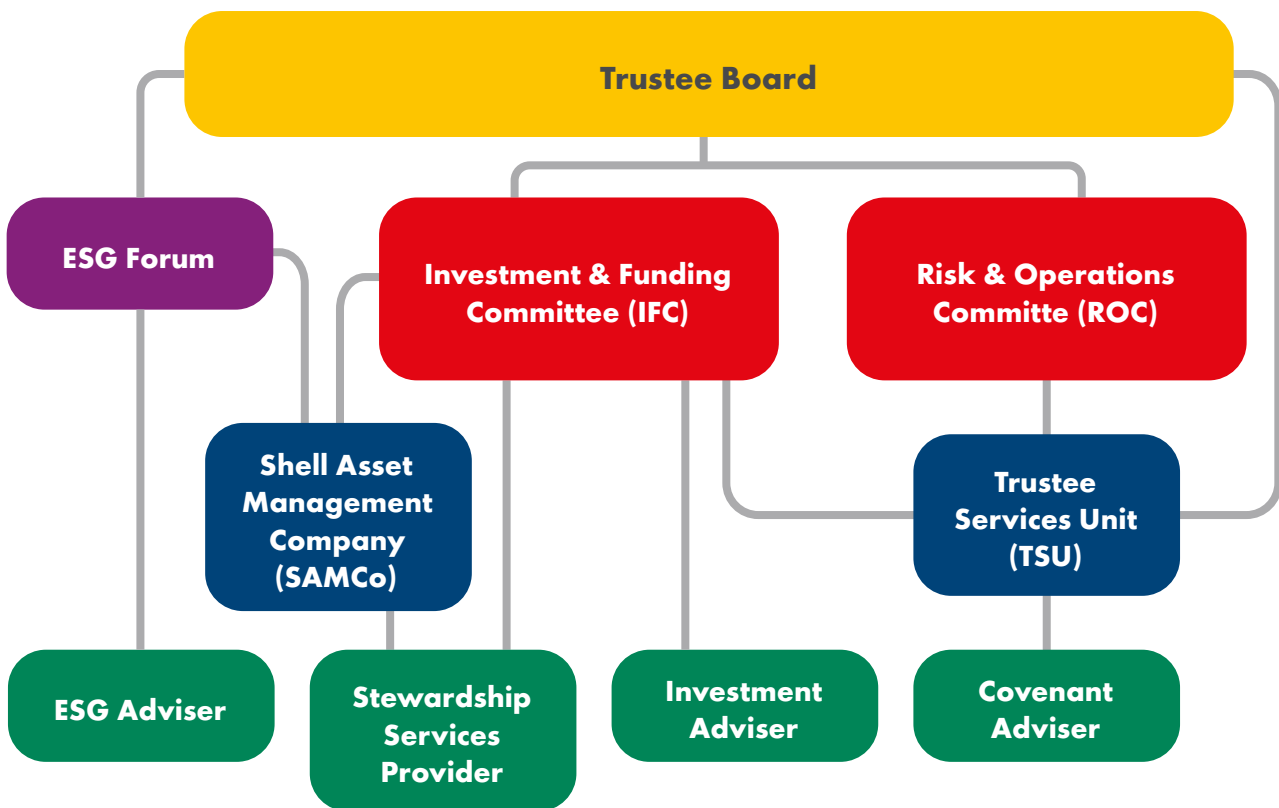 Trustee Board
ESG Forum
Investment & Funding
Committee (IFC)
Risk & Operations
Committe (ROC)
Shell Asset
Management
Company
(SAMCo)
Trustee
Services Unit
(TSU)
ESG Adviser
Stewardship
Services
Provider
Investment
Adviser
Covenant
Adviser